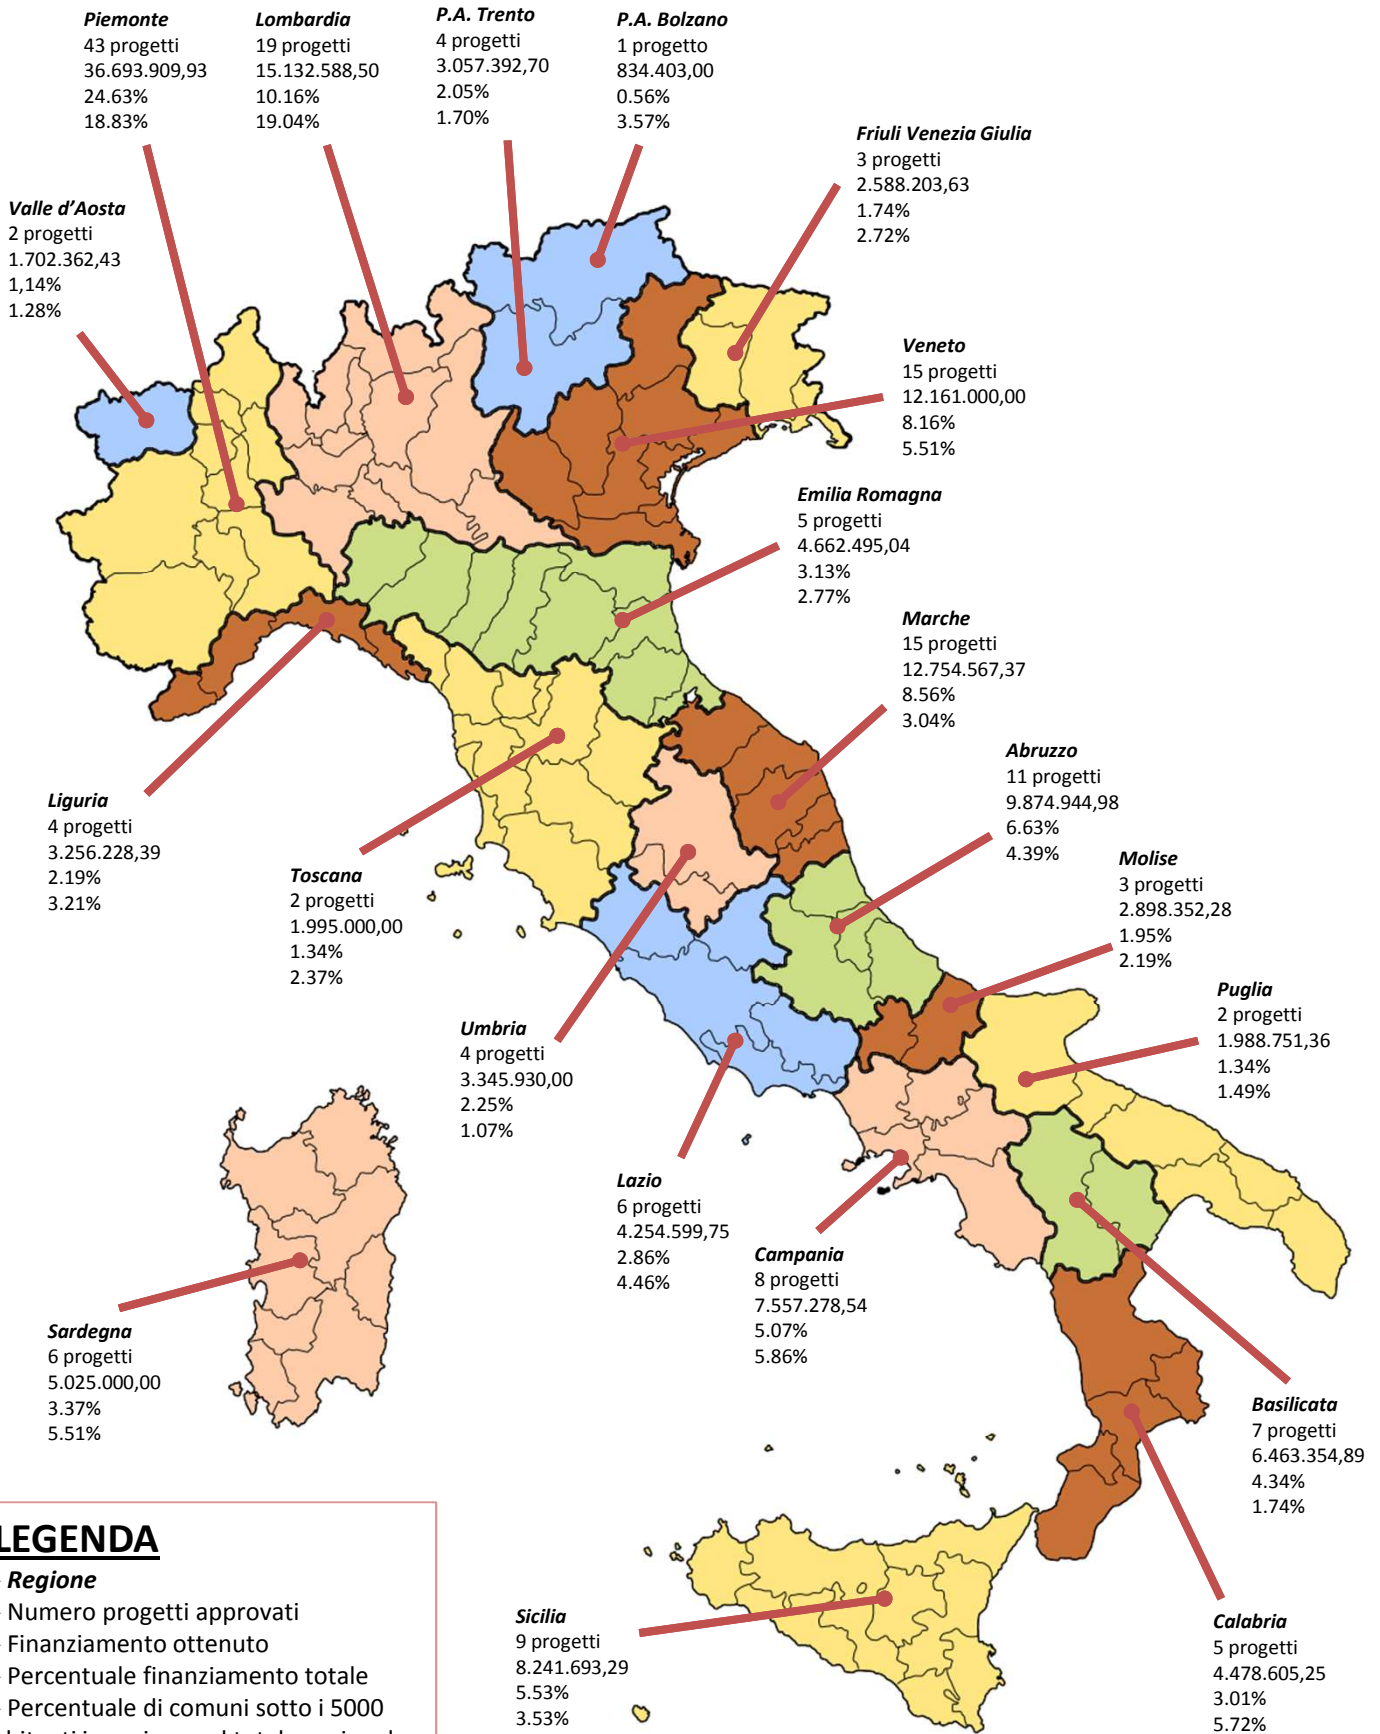 Piemonte
43 progetti
36.693.909,93
24.63%
18.83%
Lombardia
19 progetti
15.132.588,50
10.16%
19.04%
P.A. Trento
4 progetti
3.057.392,70
2.05%
1.70%
P.A. Bolzano
1 progetto
834.403,00
0.56%
3.57%
Friuli Venezia Giulia
3 progetti
2.588.203,63
1.74%
2.72%
Valle d’Aosta
2 progetti
1.702.362,43
1,14%
1.28%
Veneto
15 progetti
12.161.000,00
8.16%
5.51%
Emilia Romagna
5 progetti
4.662.495,04
3.13%
2.77%
Marche
15 progetti
12.754.567,37
8.56%
3.04%
Abruzzo
11 progetti
9.874.944,98
6.63%
4.39%
Liguria
4 progetti
3.256.228,39
2.19%
3.21%
Toscana
2 progetti
1.995.000,00
1.34%
2.37%
Molise
3 progetti
2.898.352,28
1.95%
2.19%
Puglia
2 progetti
1.988.751,36
1.34%
1.49%
Umbria
4 progetti
3.345.930,00
2.25%
1.07%
Lazio
6 progetti
4.254.599,75
2.86%
4.46%
Campania
8 progetti
7.557.278,54
5.07%
5.86%
Sardegna
6 progetti
5.025.000,00
3.37%
5.51%
Basilicata
7 progetti
6.463.354,89
4.34%
1.74%
Sicilia
9 progetti
8.241.693,29
5.53%
3.53%
Calabria
5 progetti
4.478.605,25
3.01%
5.72%
LEGENDA
Regione
Numero progetti approvati
Finanziamento ottenuto
Percentuale finanziamento totale
Percentuale di comuni sotto i 5000